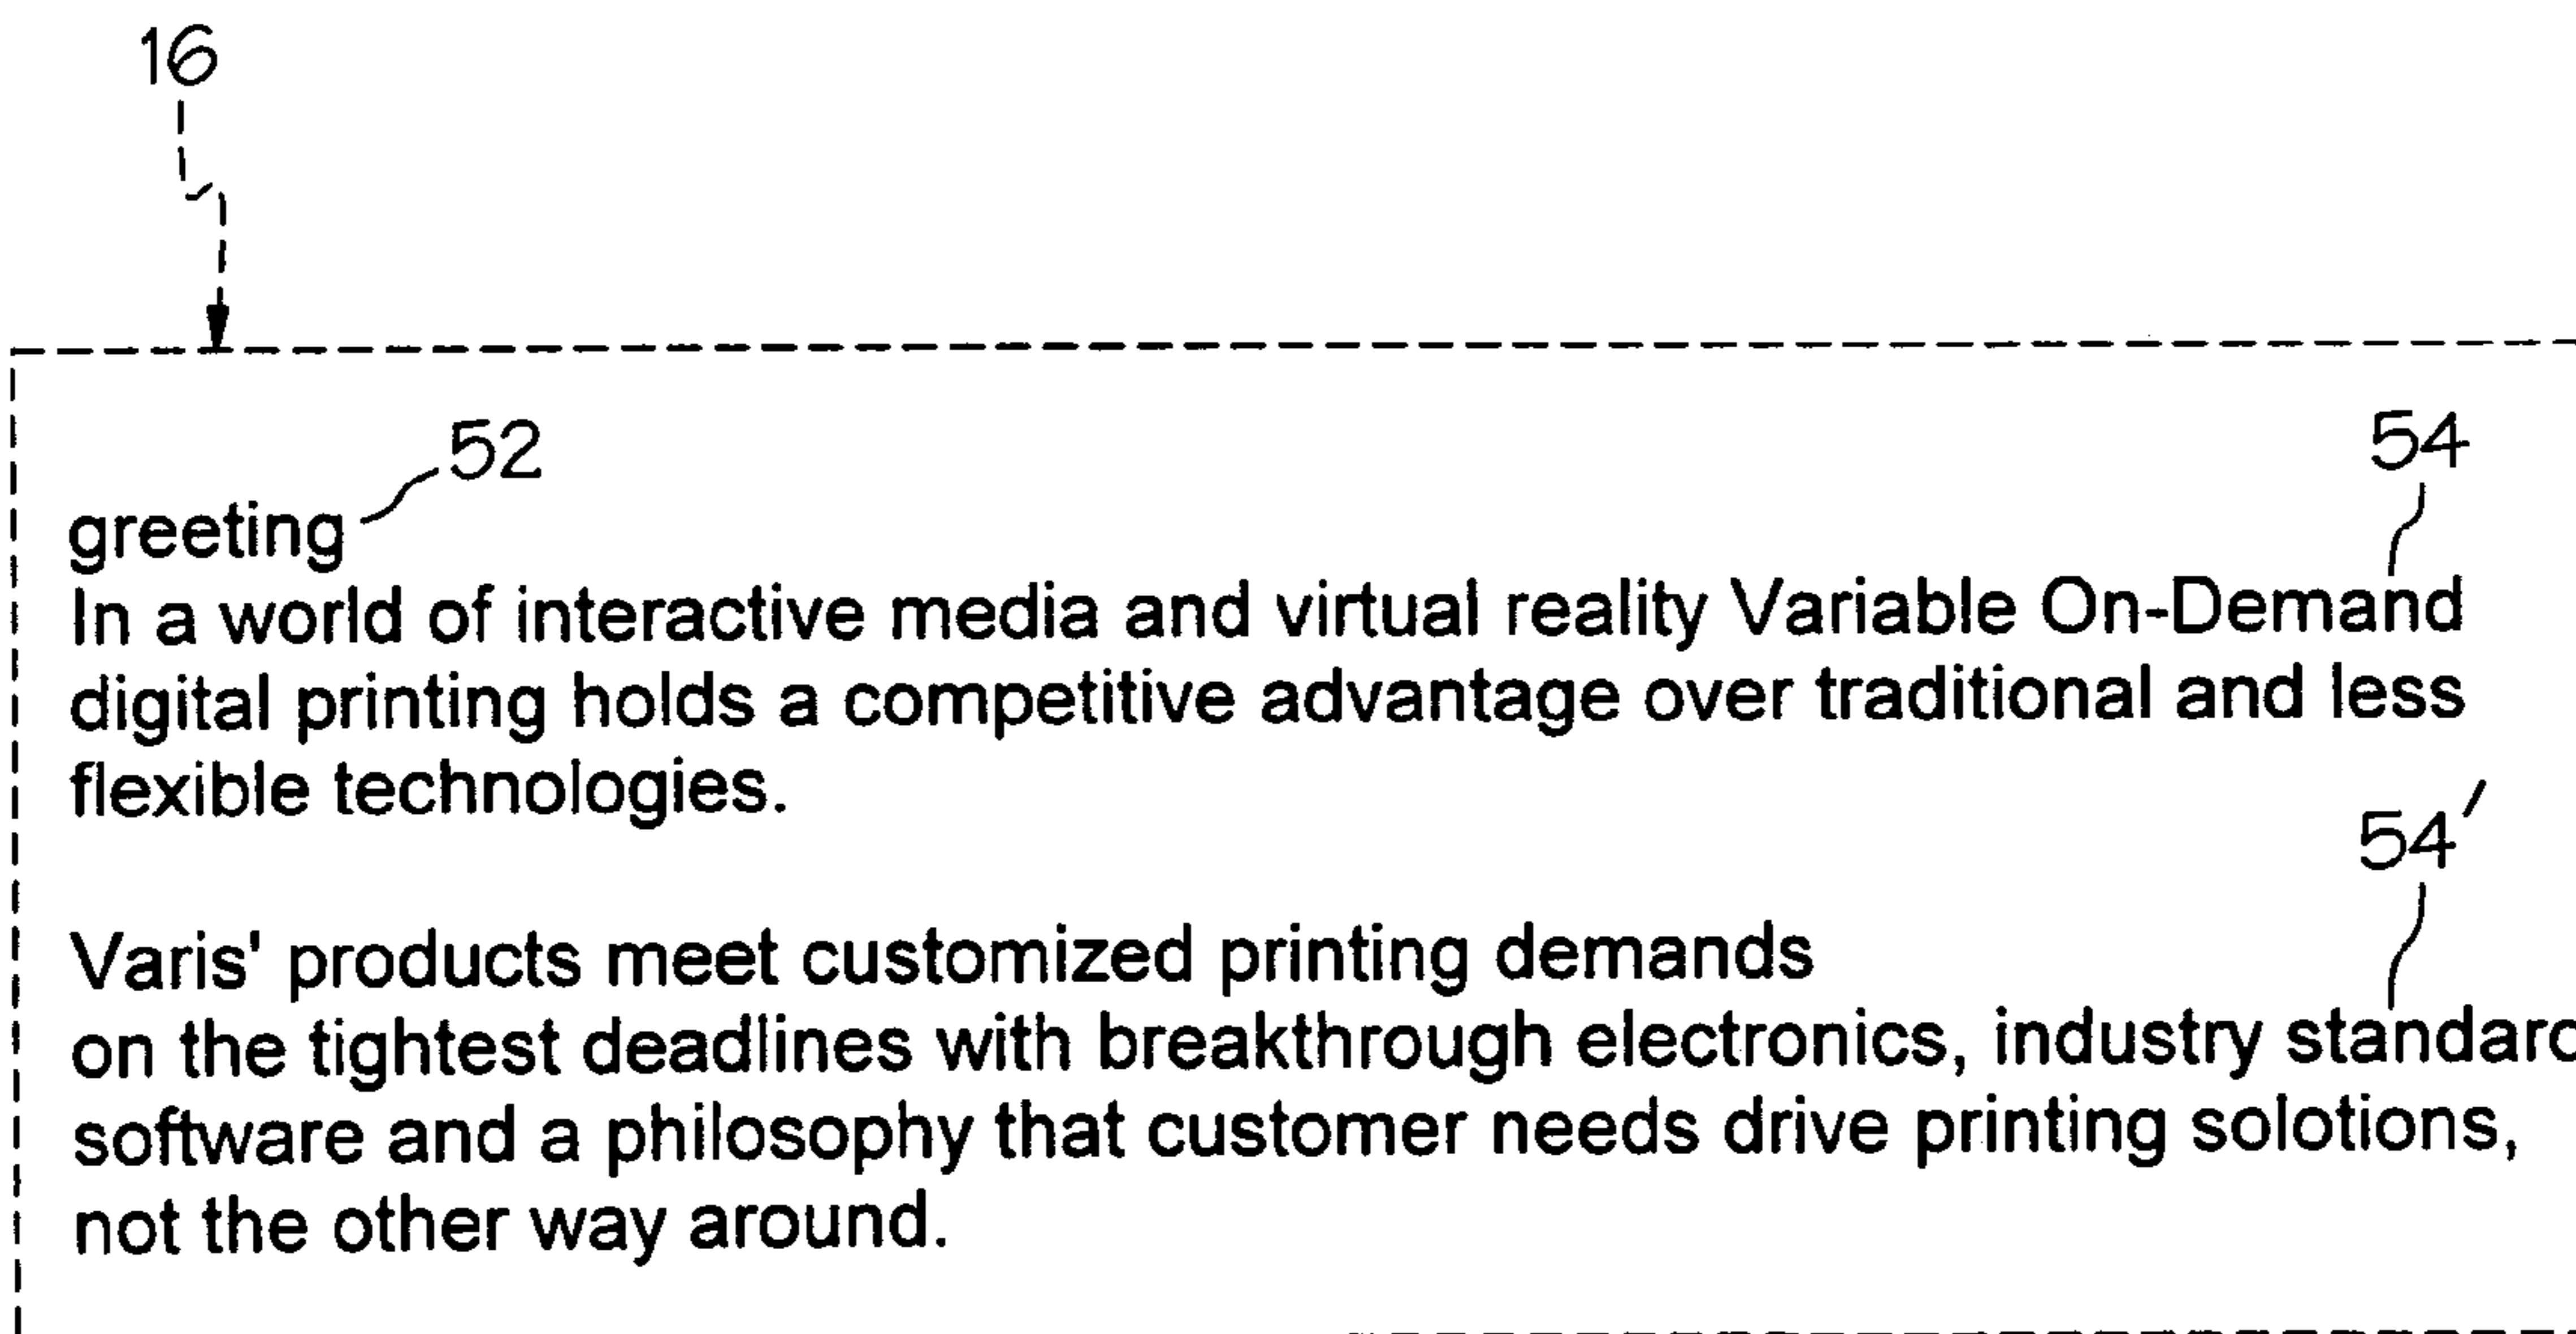 16
52
54
greeting
In a world of interactive media and virtual reality Variable On-Demand
digital printing holds a competitive advantage over traditional and less
flexible technologies.
54'
Varis' products meet customized printing demands
on the tightest deadlines with breakthrough electronics, industry standard
software and a philosophy that customer needs drive printing solotions,
not the other way around.